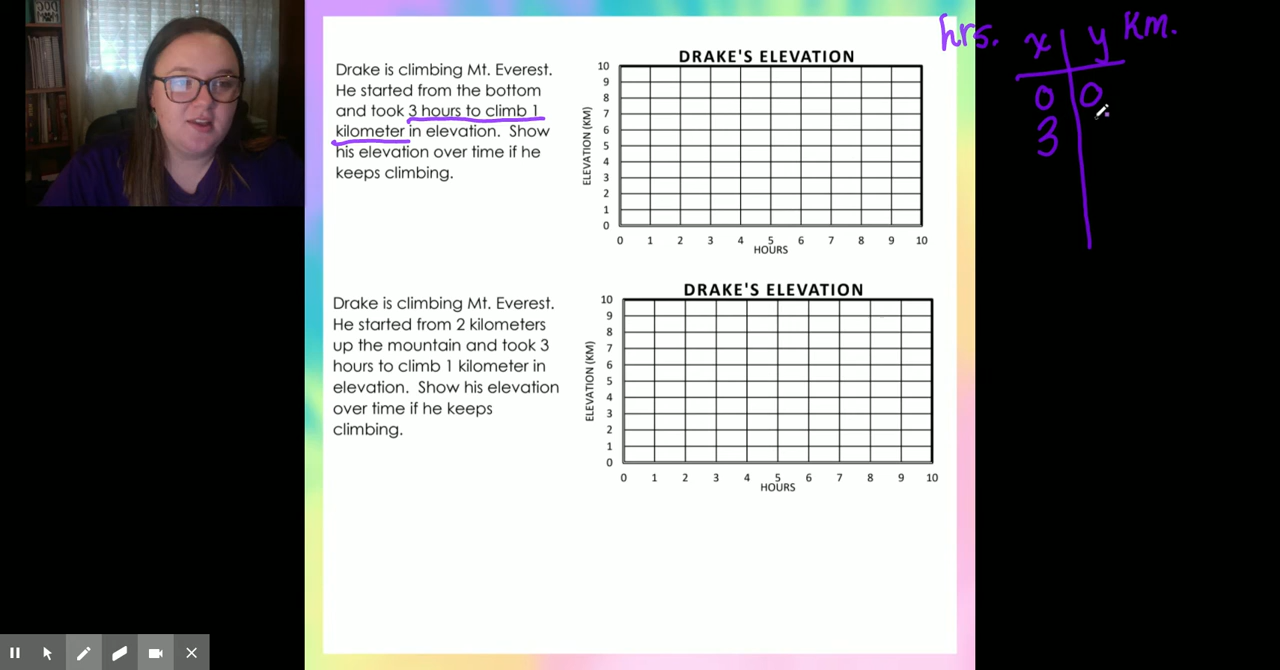 Drake is climbing Mt. Everest.
He started from the bottom
and took 3 hours to climb 1
kilometer in elevation. Show
his elevation over time if he
keeps climbing.
DRAKE'S ELEVATION
ELEVATION (KM)
10
9
8
7
6
5
4
3
2
1
0
0 1 2 3 4 5 6 7 8 9 10
HOURS
hrs. x y Km.
0 0
3
Drake is climbing Mt. Everest.
He started from 2 kilometers
up the mountain and took 3
hours to climb 1 kilometer in
elevation. Show his elevation
over time if he keeps
climbing.
DRAKE'S ELEVATION
ELEVATION (KM)
10
9
8
7
6
5
4
3
2
1
0
0 1 2 3 4 5 6 7 8 9 10
HOURS